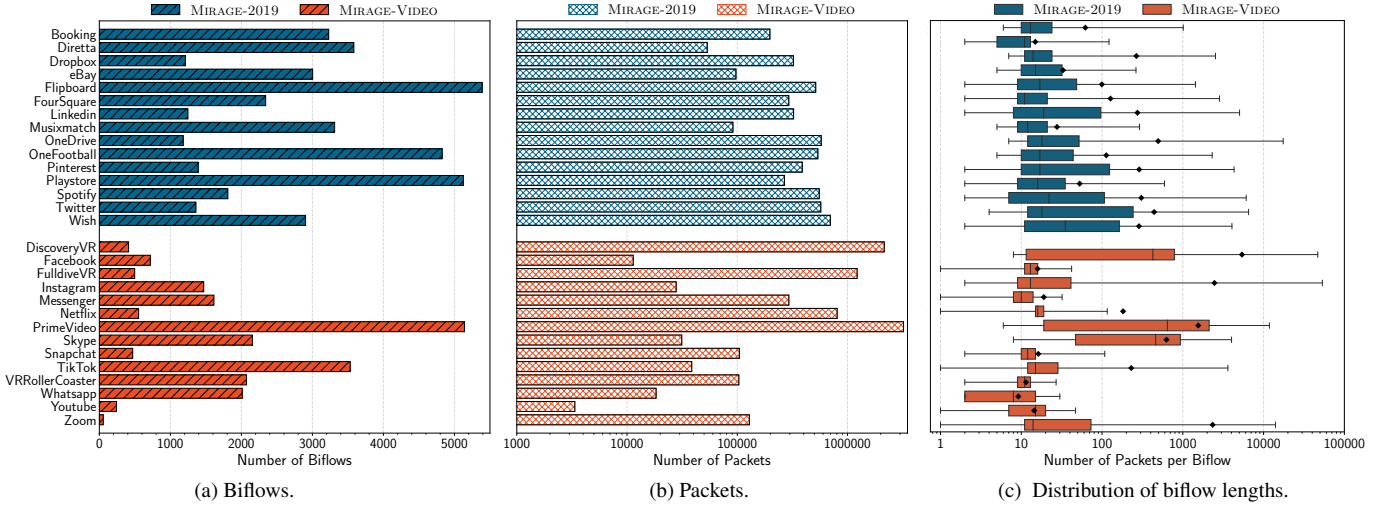 MIRAGE-2019 MIRAGE-VIDEO
Booking
Diretta
Dropbox
eBay
Flipboard
FourSquare
Linkedin
Musixmatch
OneDrive
OneFootball
Pinterest
Playstore
Spotify
Twitter
Wish
DiscoveryVR
Facebook
FulldiveVR
Instagram
Messenger
Netflix
PrimeVideo
Skype
Snapchat
TikTok
VRRollerCoaster
Whatsapp
Youtube
Zoom
0 1000 2000 3000 4000 5000
Number of Biflows
(a) Biflows.
MIRAGE-2019 MIRAGE-VIDEO
1000 10000 100000 1000000
Number of Packets
(b) Packets.
MIRAGE-2019 MIRAGE-VIDEO
1 10 100 1000 10000 100000
Number of Packets per Biflow
(c) Distribution of biflow lengths.